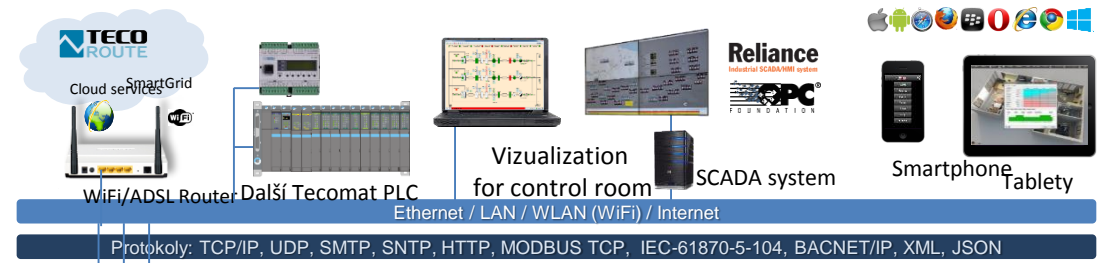 TECO
ROUTE
SmartGrid
Cloud services
WiFi
WiFi/ADSL Router
Další Tecomat PLC
Vizualization
for control room
Reliance
Industrial SCADA/HMI system
OPC®
FOUNDATION
SCADA system
Smartphone
Tablety
Ethernet / LAN / WLAN (WiFi) / Internet
Protokoly: TCP/IP, UDP, SMTP, SNTP, HTTP, MODBUS TCP, IEC-61870-5-104, BACNET/IP, XML, JSON